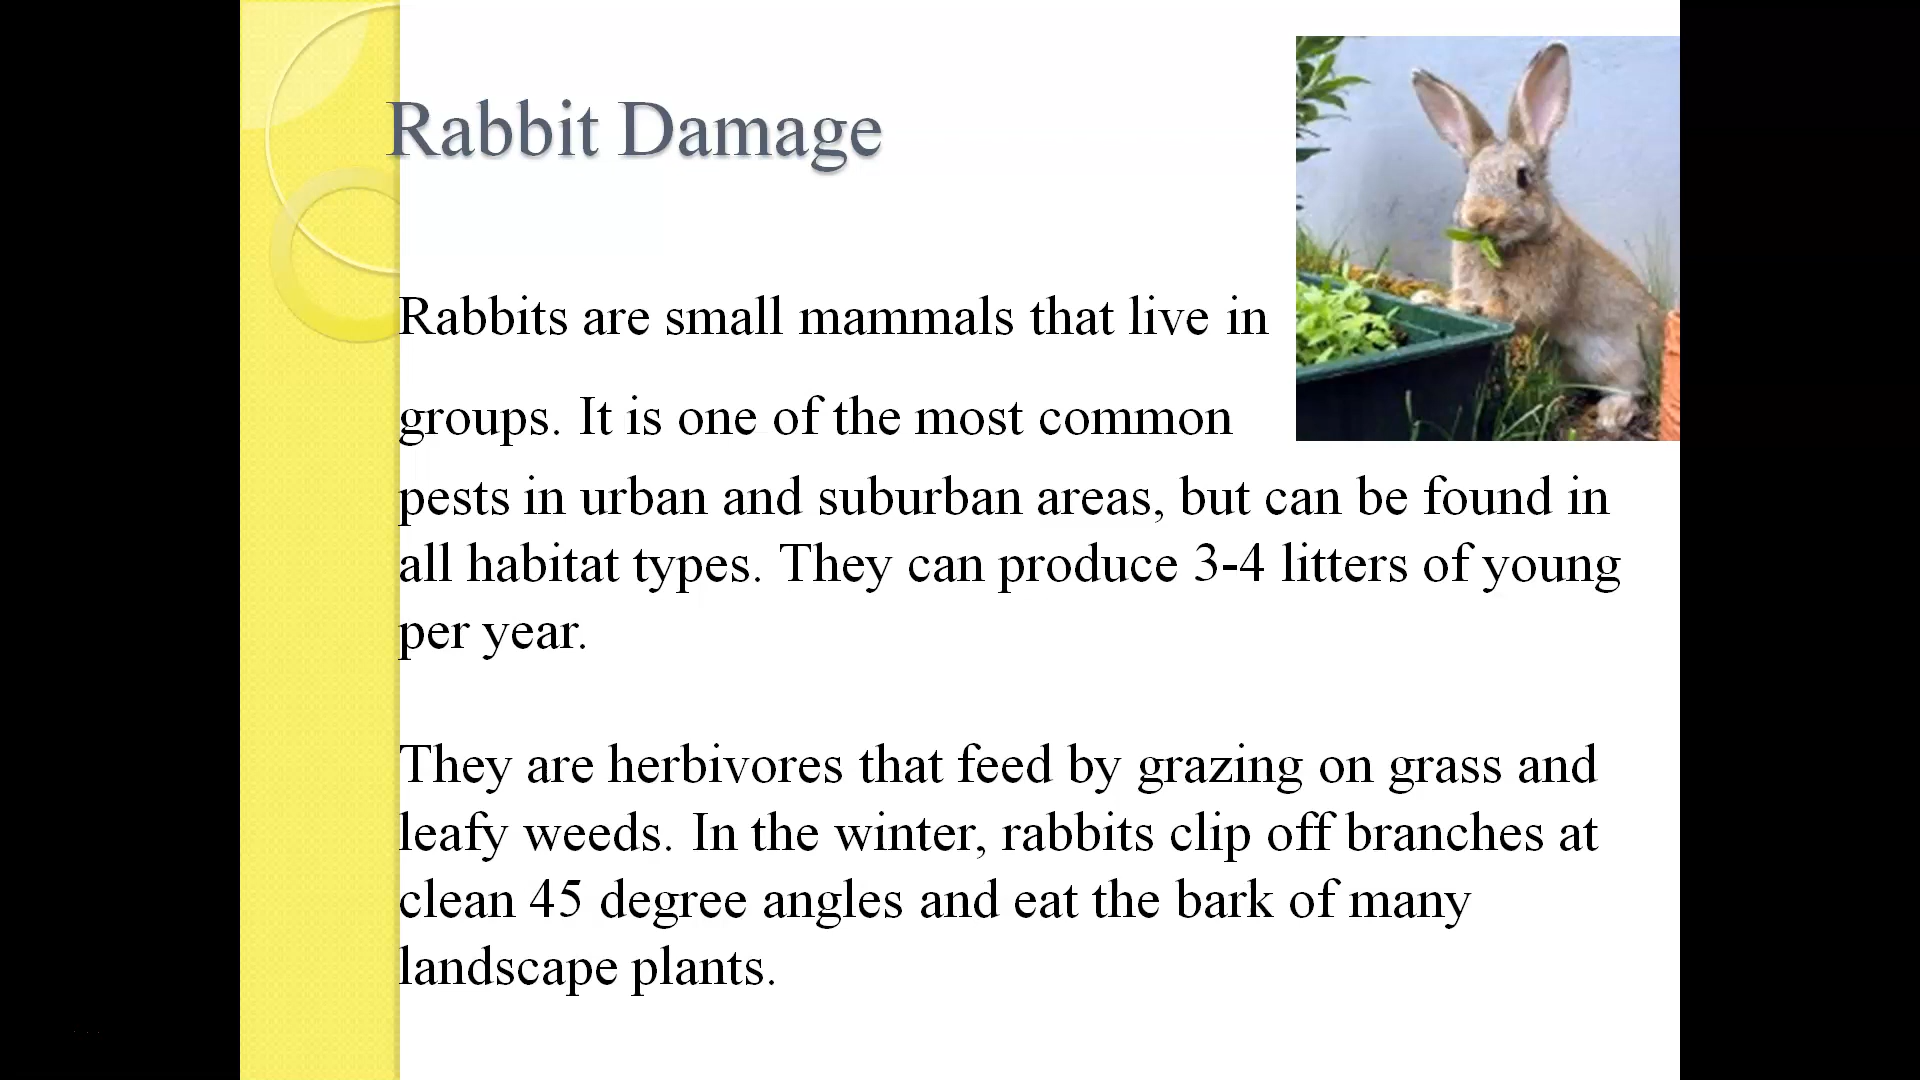 Rabbit Damage
Rabbits are small mammals that live in
groups. It is one of the most common
pests in urban and suburban areas, but can be found in
all habitat types. They can produce 3-4 litters of young
per year.
They are herbivores that feed by grazing on grass and
leafy weeds. In the winter, rabbits clip off branches at
clean 45 degree angles and eat the bark of many
landscape plants.